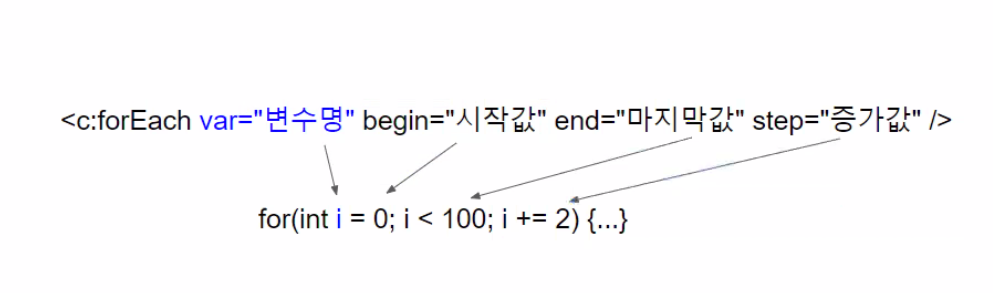 <c:forEach var="변수명" begin="시작값" end="마지막값" step="증가값" />
for(int i = 0; i < 100; i += 2) {...}